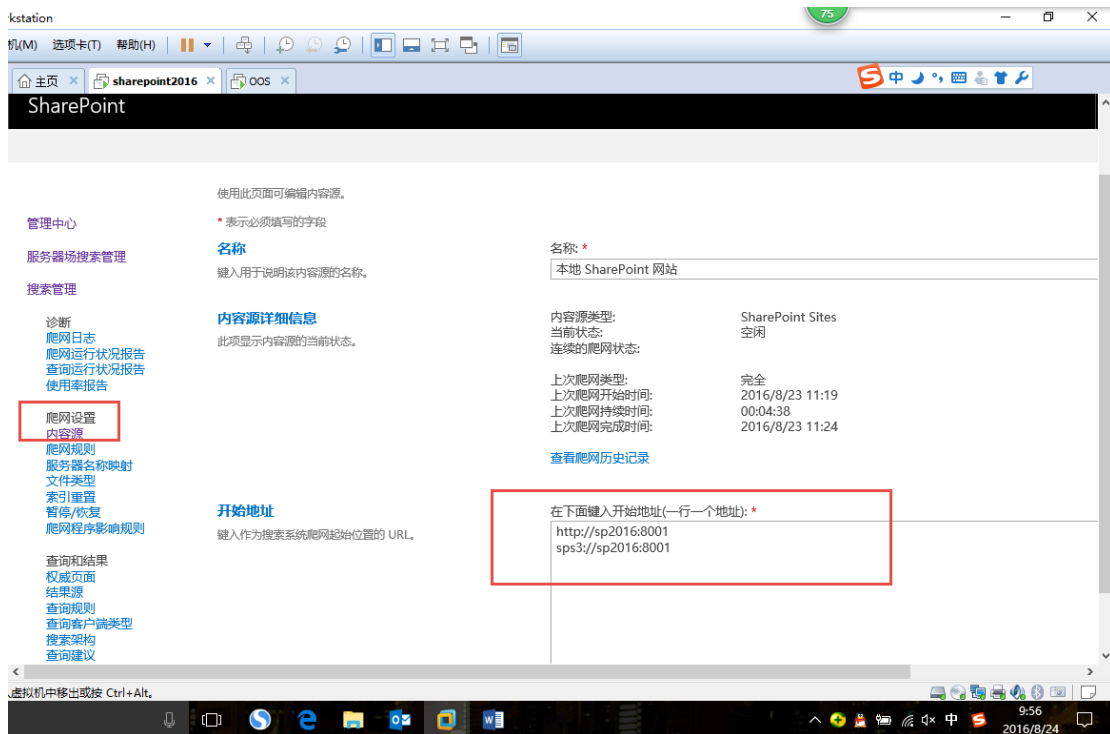 kstation
75
机(M) 选项卡(T) 帮助(H)
主页 sharepoint2016 OOS
中
SharePoint
使用此页面可编辑内容源。
管理中心
* 表示必须填写的字段
服务器场搜索管理
名称
名称: *
键入用于说明该内容源的名称。
本地 SharePoint 网站
搜索管理
诊断
爬网日志
爬网运行状况报告
查询运行状况报告
使用率报告
内容源详细信息
此项显示内容源的当前状态。
内容源类型: SharePoint Sites
当前状态: 空闲
连续的爬网状态:
上次爬网类型: 完全
上次爬网开始时间: 2016/8/23 11:19
上次爬网持续时间: 00:04:38
上次爬网完成时间: 2016/8/23 11:24
查看爬网历史记录
爬网设置
内容源
爬网规则
服务器名称映射
文件类型
索引重置
暂停/恢复
爬网程序影响规则
开始地址
键入作为搜索系统爬网起始位置的 URL。
在下面键入开始地址(一行一个地址): *
http://sp2016:8001
sps3://sp2016:8001
查询和结果
权威页面
结果源
查询规则
查询客户端类型
搜索架构
查询建议
虚拟机中移出或按 Ctrl+Alt。
中
9:56
2016/8/24